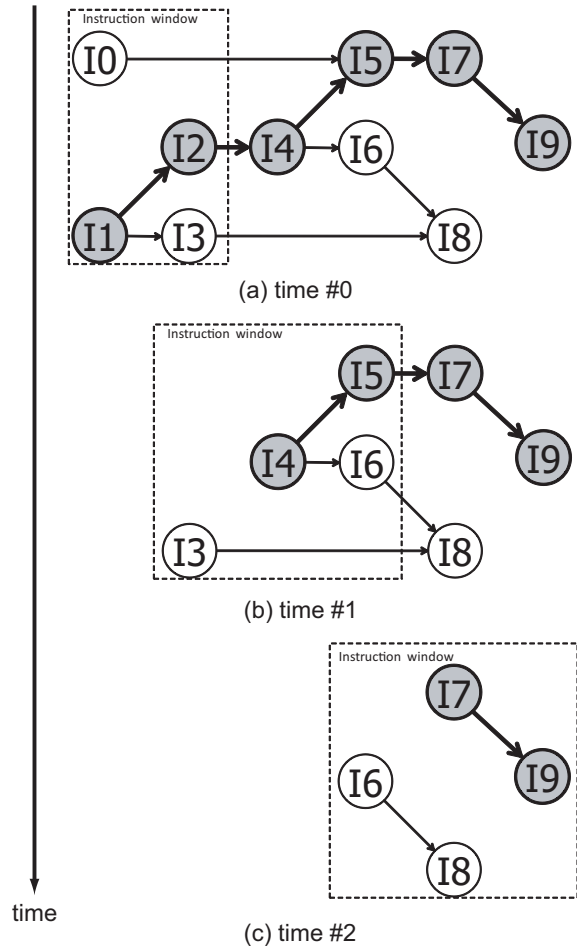 Instruction window
I0
I5
I7
I2
I4
I6
I9
I1
I3
I8
(a) time #0
Instruction window
I5
I7
I4
I6
I9
I3
I8
(b) time #1
Instruction window
I7
I6
I9
I8
time
(c) time #2